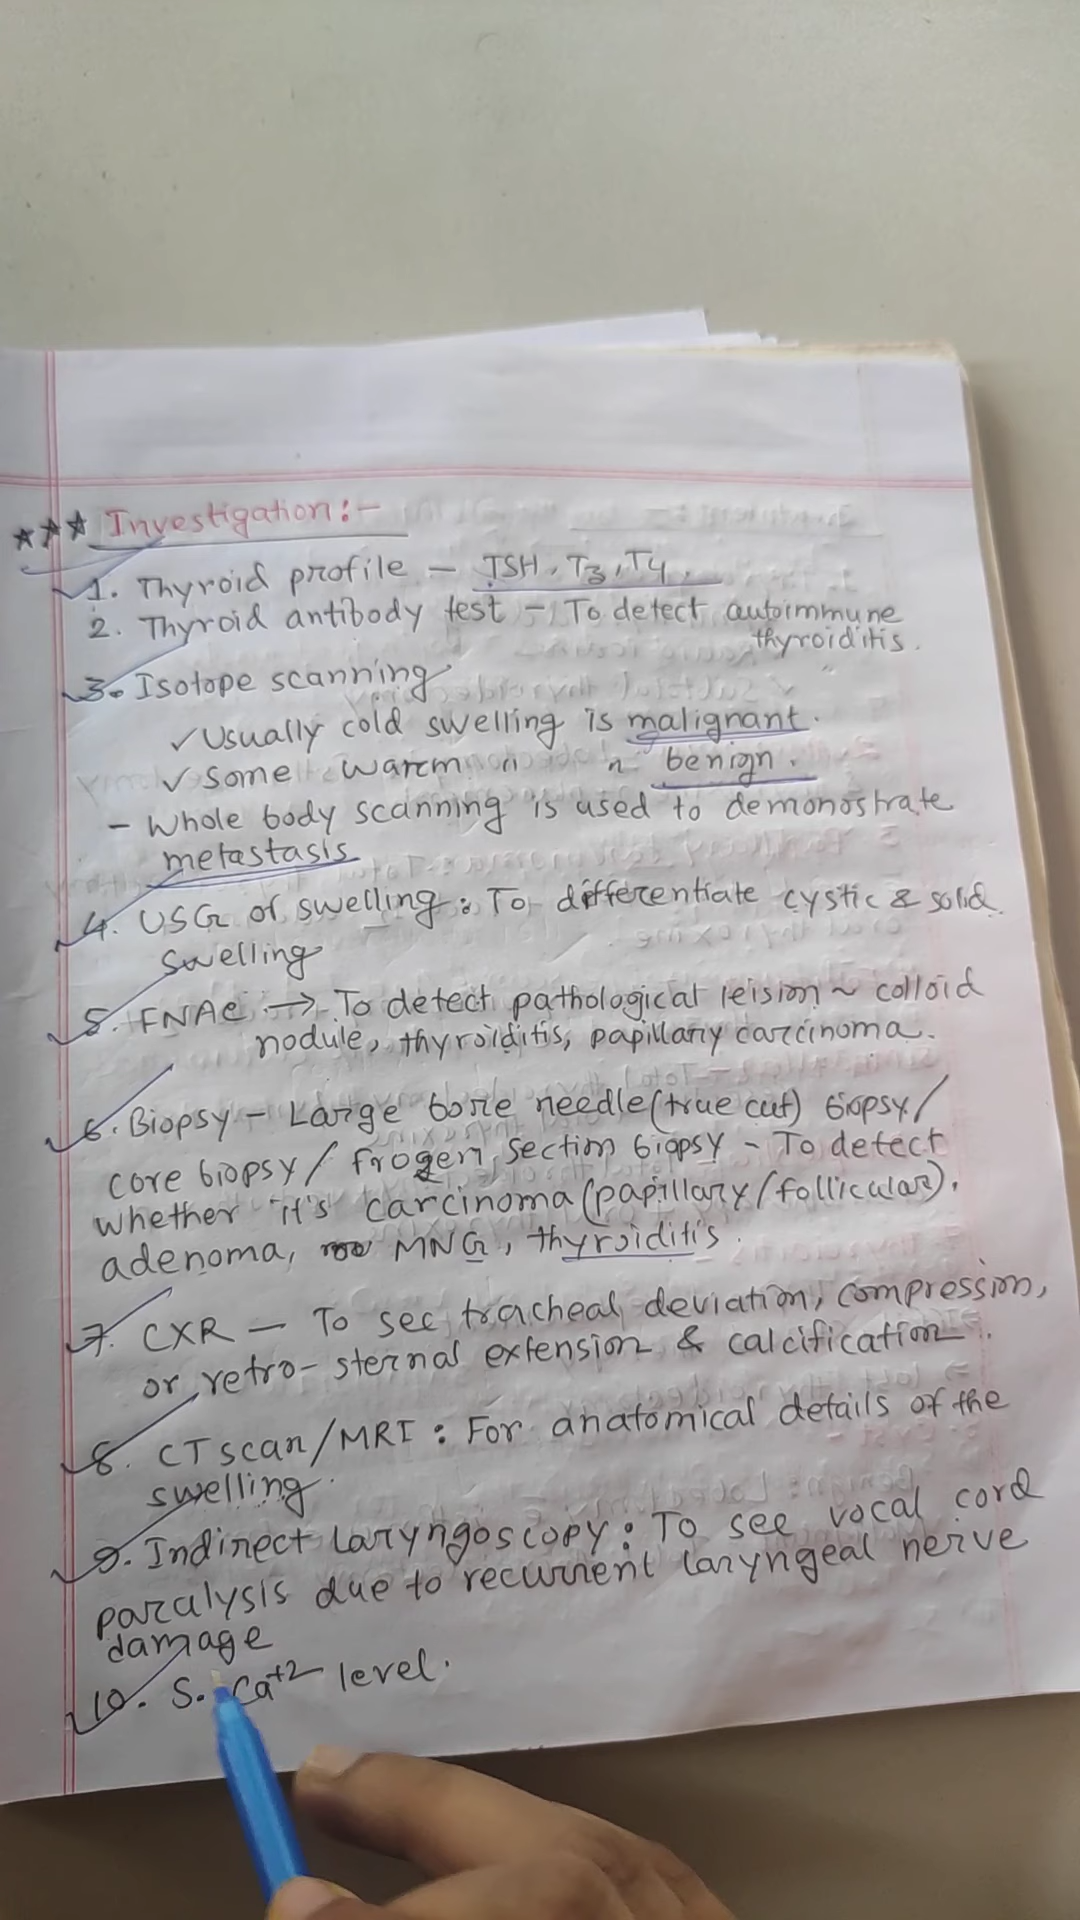 *** Investigation:-
1. Thyroid profile - TSH, T3, T4.
2. Thyroid antibody test - To detect autoimmune
thyroiditis.
3. Isotope scanning
✓ Usually cold swelling is malignant.
✓ Some warm " " benign.
- Whole body scanning is used to demonostrate
metastasis
4. USG of swelling: To differentiate cystic & solid
swelling
5. FNAC → To detect pathological leision ~ colloid
nodule, thyroiditis, papillary carcinoma.
6. Biopsy - Large bore needle (true cut) biopsy/
core biopsy/ frozen section biopsy - To detect
whether it's carcinoma (papillary/follicular),
adenoma, MNG, thyroiditis.
7. CXR - To see tracheal deviation, compression,
or retro-sternal extension & calcification.
8. CT scan/MRI: For anatomical details of the
swelling.
9. Indirect laryngoscopy: To see vocal cord
paralysis due to recurrent laryngeal nerve
damage
10. S. Ca+2 level.